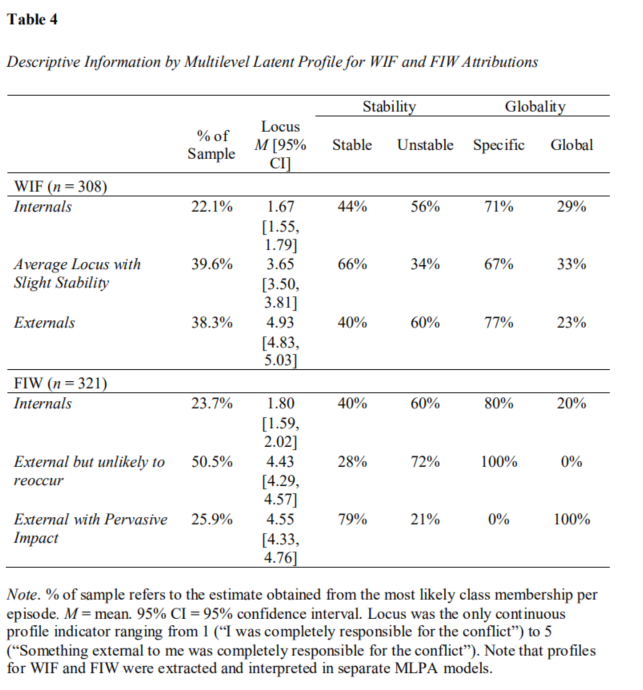 Table 4
Descriptive Information by Multilevel Latent Profile for WIF and FIW Attributions
Stability Globality
% of Sample Locus M [95% CI] Stable Unstable Specific Global
WIF (n = 308)
Internals 22.1% 1.67 [1.55, 1.79] 44% 56% 71% 29%
Average Locus with Slight Stability 39.6% 3.65 [3.50, 3.81] 66% 34% 67% 33%
Externals 38.3% 4.93 [4.83, 5.03] 40% 60% 77% 23%
FIW (n = 321)
Internals 23.7% 1.80 [1.59, 2.02] 40% 60% 80% 20%
External but unlikely to reoccur 50.5% 4.43 [4.29, 4.57] 28% 72% 100% 0%
External with Pervasive Impact 25.9% 4.55 [4.33, 4.76] 79% 21% 0% 100%
Note. % of sample refers to the estimate obtained from the most likely class membership per
episode. M = mean. 95% CI = 95% confidence interval. Locus was the only continuous
profile indicator ranging from 1 (“I was completely responsible for the conflict”) to 5
(“Something external to me was completely responsible for the conflict”). Note that profiles
for WIF and FIW were extracted and interpreted in separate MLPA models.